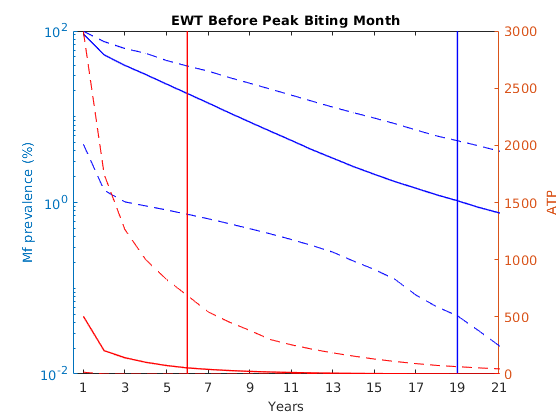 EWT Before Peak Biting Month
10^2
10^0
10^-2
Mf prevalence (%)
3000
2500
2000
1500
1000
500
0
ATP
1 3 5 7 9 11 13 15 17 19 21
Years